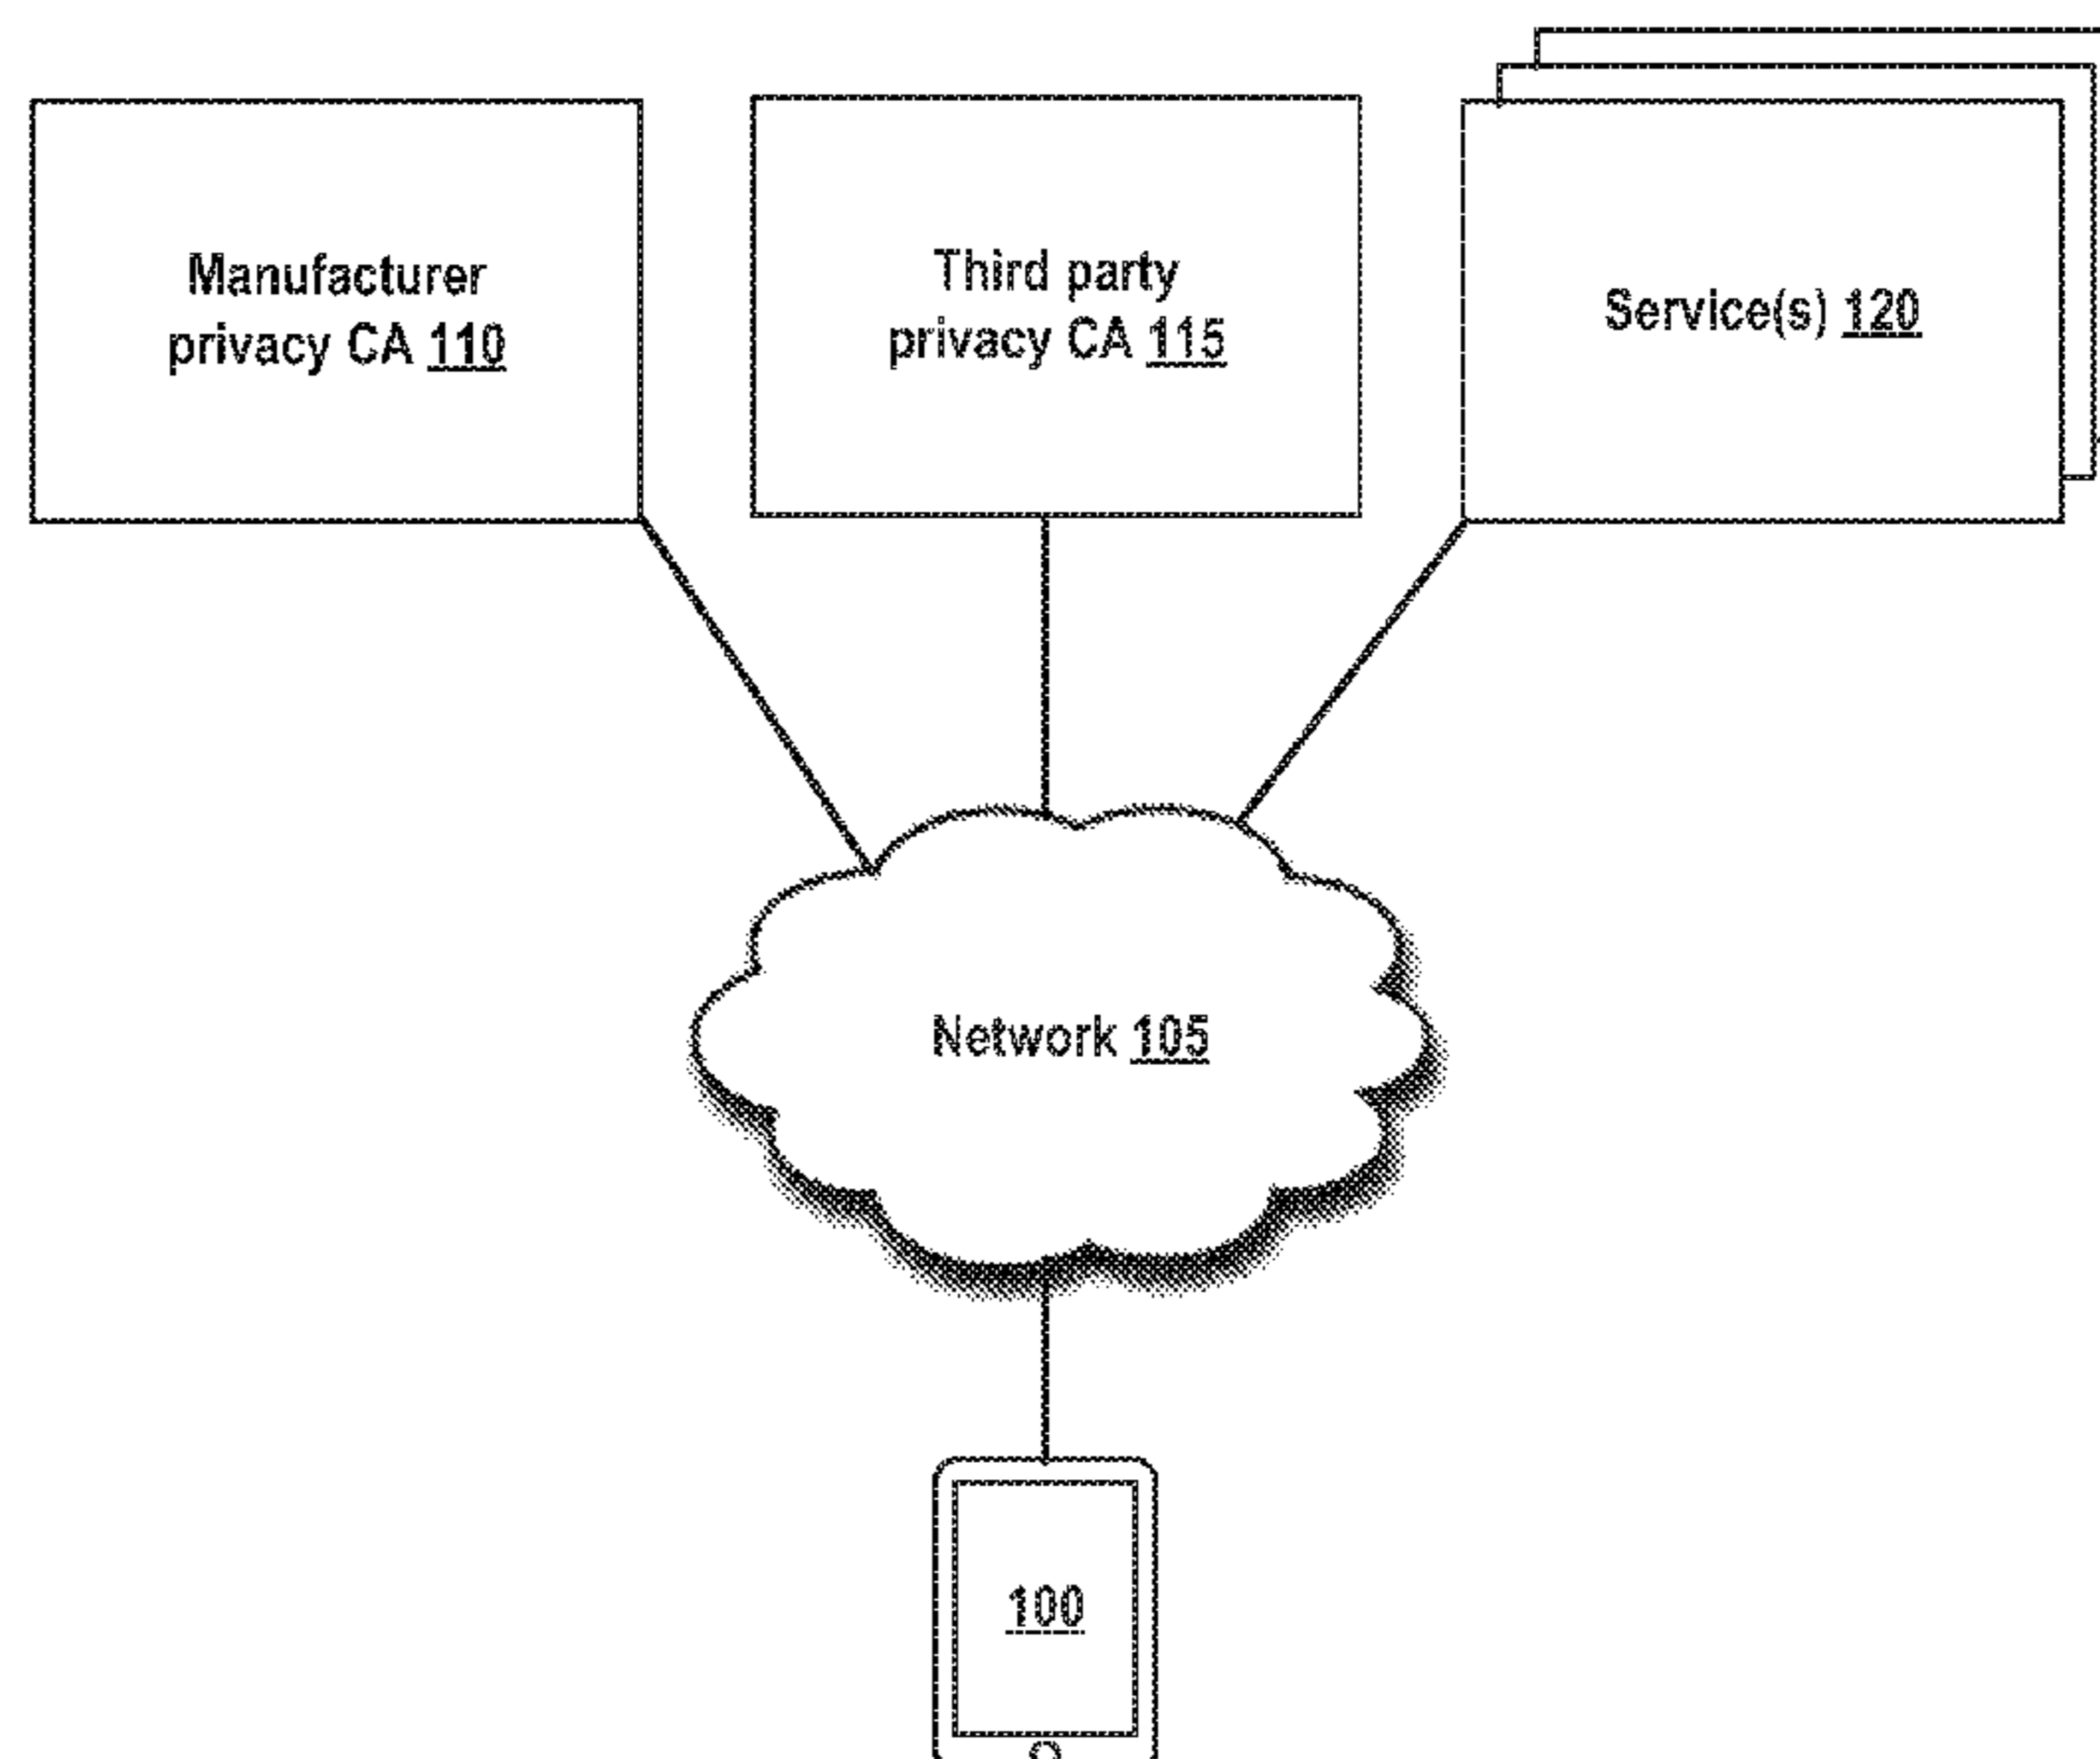 Manufacturer
privacy CA 110
Third party
privacy CA 115
Service(s) 120
Network 105
100